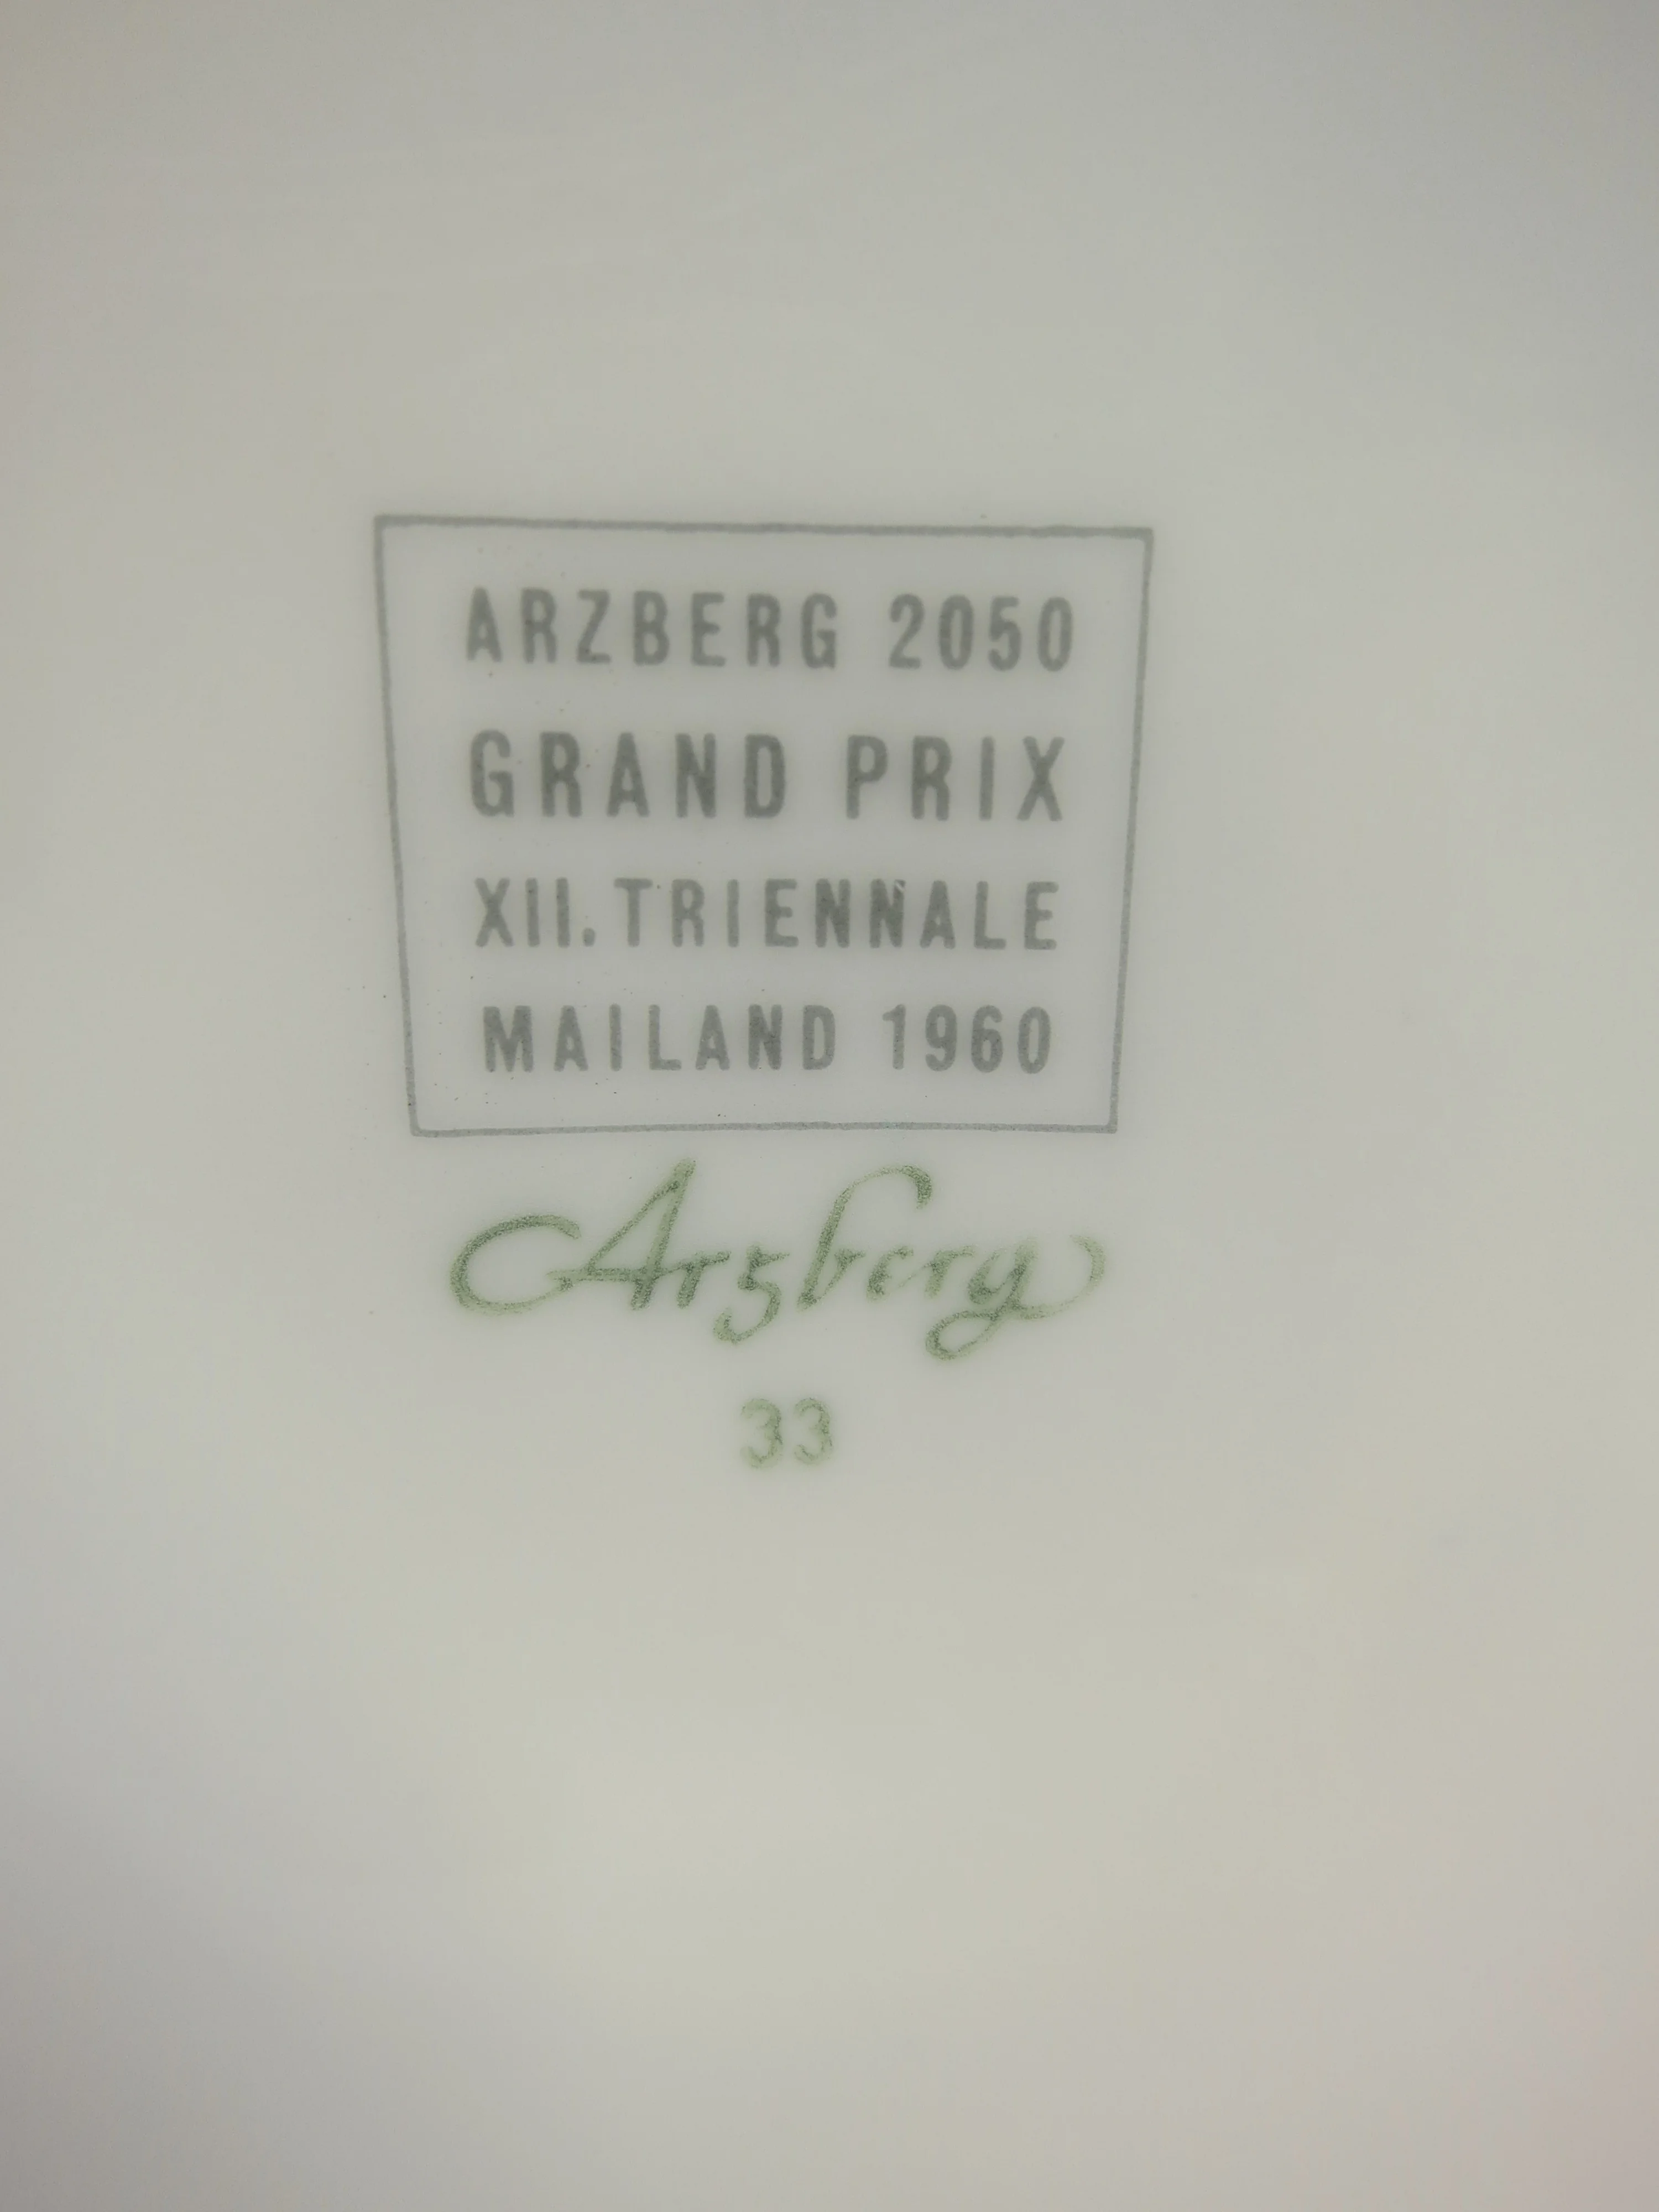 ARZBERG 2050
GRAND PRIX
XII. TRIENNALE
MAILAND 1960
Arzberg
33